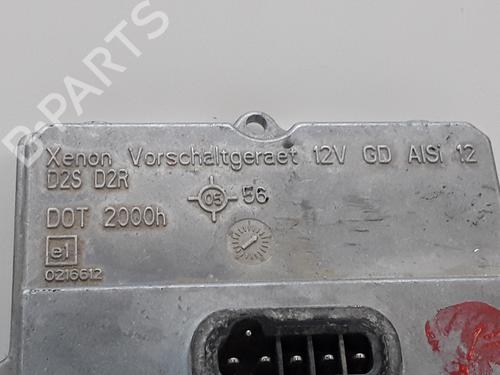 B-PARTS
Xenon Vorschaltgeraet 12V GD AlSi 12
D2S D2R
DOT 2000h
05 56
e1
0216612